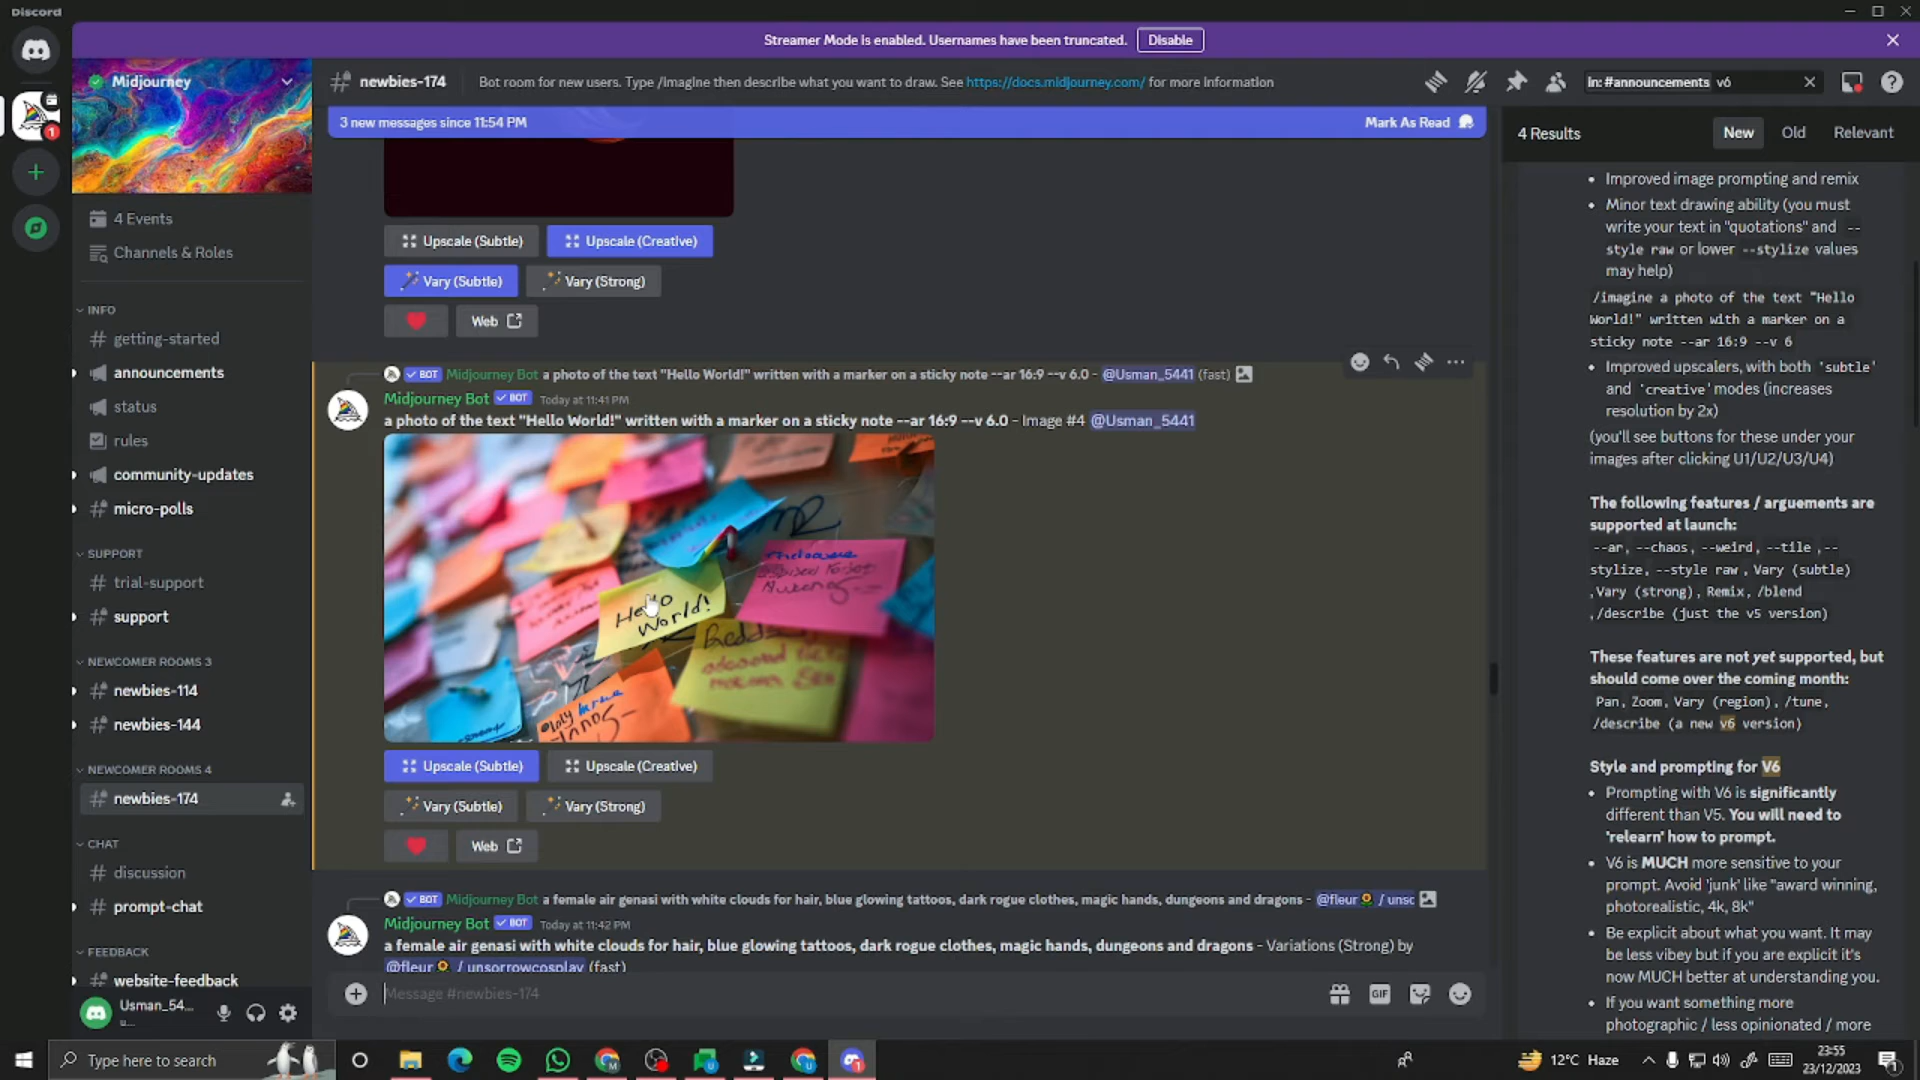 Discord
Streamer Mode is enabled. Usernames have been truncated. Disable
Midjourney
newbies-174
Bot room for new users. Type /imagine then describe what you want to draw. See https://docs.midjourney.com/ for more information
in: #announcements v6
3 new messages since 11:54 PM
Mark As Read
4 Results
New
Old
Relevant
4 Events
Channels & Roles
INFO
getting-started
announcements
status
rules
community-updates
micro-polls
SUPPORT
trial-support
support
NEWCOMER ROOMS 3
newbies-114
newbies-144
NEWCOMER ROOMS 4
newbies-174
CHAT
discussion
prompt-chat
FEEDBACK
website-feedback
Usman_54...
u...
Upscale (Subtle)
Upscale (Creative)
Vary (Subtle)
Vary (Strong)
Web
BOT Midjourney Bot a photo of the text "Hello World!" written with a marker on a sticky note --ar 16:9 --v 6.0 - @Usman_5441 (fast)
Midjourney Bot BOT Today at 11:41 PM
a photo of the text "Hello World!" written with a marker on a sticky note --ar 16:9 --v 6.0 - Image #4 @Usman_5441
Hello
World!
Upscale (Subtle)
Upscale (Creative)
Vary (Subtle)
Vary (Strong)
Web
BOT Midjourney Bot a female air genasi with white clouds for hair, blue glowing tattoos, dark rogue clothes, magic hands, dungeons and dragons - @fleur / unsc
Midjourney Bot BOT Today at 11:42 PM
a female air genasi with white clouds for hair, blue glowing tattoos, dark rogue clothes, magic hands, dungeons and dragons - Variations (Strong) by
@fleur / unsorrowcosplay (fast)
Message #newbies-174
GIF
• Improved image prompting and remix
• Minor text drawing ability (you must
write your text in "quotations" and --
style raw or lower --stylize values
may help)
/imagine a photo of the text "Hello
World!" written with a marker on a
sticky note --ar 16:9 --v 6
• Improved upscalers, with both 'subtle'
and 'creative' modes (increases
resolution by 2x)
(you'll see buttons for these under your
images after clicking U1/U2/U3/U4)
The following features / arguements are
supported at launch:
--ar, --chaos, --weird, --tile, --
stylize, --style raw , Vary (subtle)
,Vary (strong), Remix, /blend
,/describe (just the v5 version)
These features are not yet supported, but
should come over the coming month:
Pan, Zoom, Vary (region), /tune,
/describe (a new v6 version)
Style and prompting for V6
• Prompting with V6 is significantly
different than V5. You will need to
'relearn' how to prompt.
• V6 is MUCH more sensitive to your
prompt. Avoid 'junk' like "award winning,
photorealistic, 4k, 8k"
• Be explicit about what you want. It may
be less vibey but if you are explicit it's
now MUCH better at understanding you.
• If you want something more
photographic / less opinionated / more
Type here to search
12°C Haze
23:55
23/12/2023